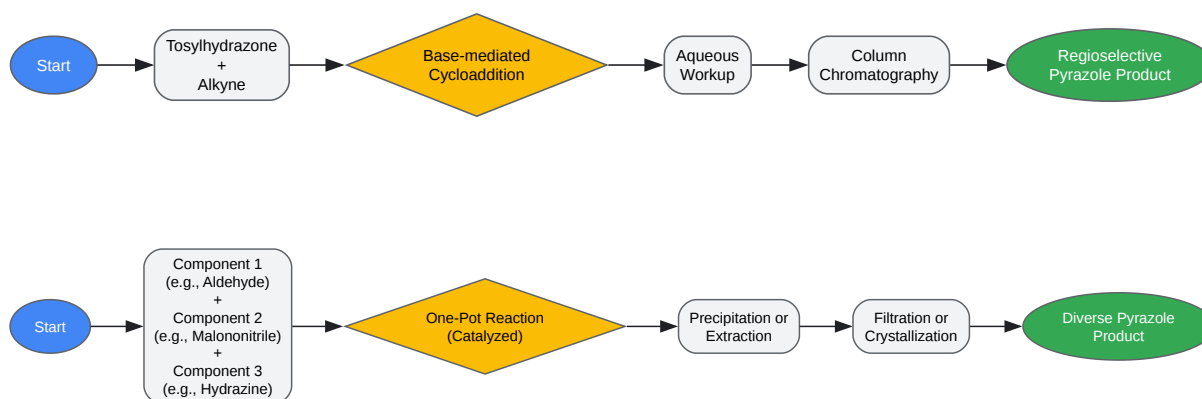 Start
Tosylhydrazone
+
Alkyne
Base-mediated
Cycloaddition
Aqueous
Workup
Column
Chromatography
Regioselective
Pyrazole Product
Start
Component 1
(e.g., Aldehyde)
+
Component 2
(e.g., Malononitrile)
+
Component 3
(e.g., Hydrazine)
One-Pot Reaction
(Catalyzed)
Precipitation or
Extraction
Filtration or
Crystallization
Diverse Pyrazole
Product